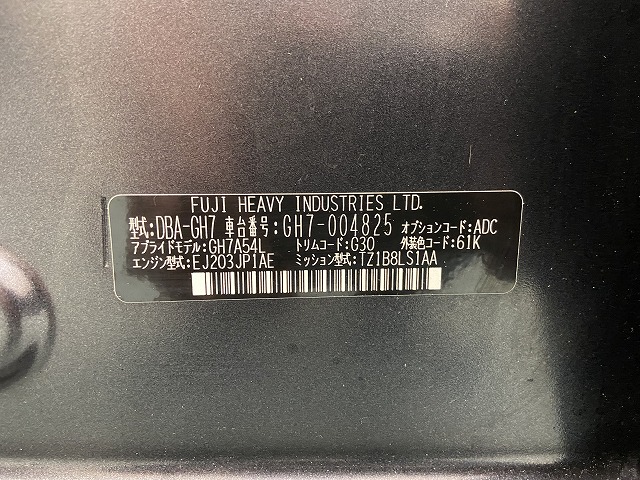 FUJI HEAVY INDUSTRIES LTD.
型式:DBA-GH7 車台番号:GH7-004825 オプションコード:ADC
アプライドモデル:GH7A54L トリムコード:G30 外装色コード:61K
エンジン型式:EJ203JP1AE ミッション型式:TZ1B8LS1AA